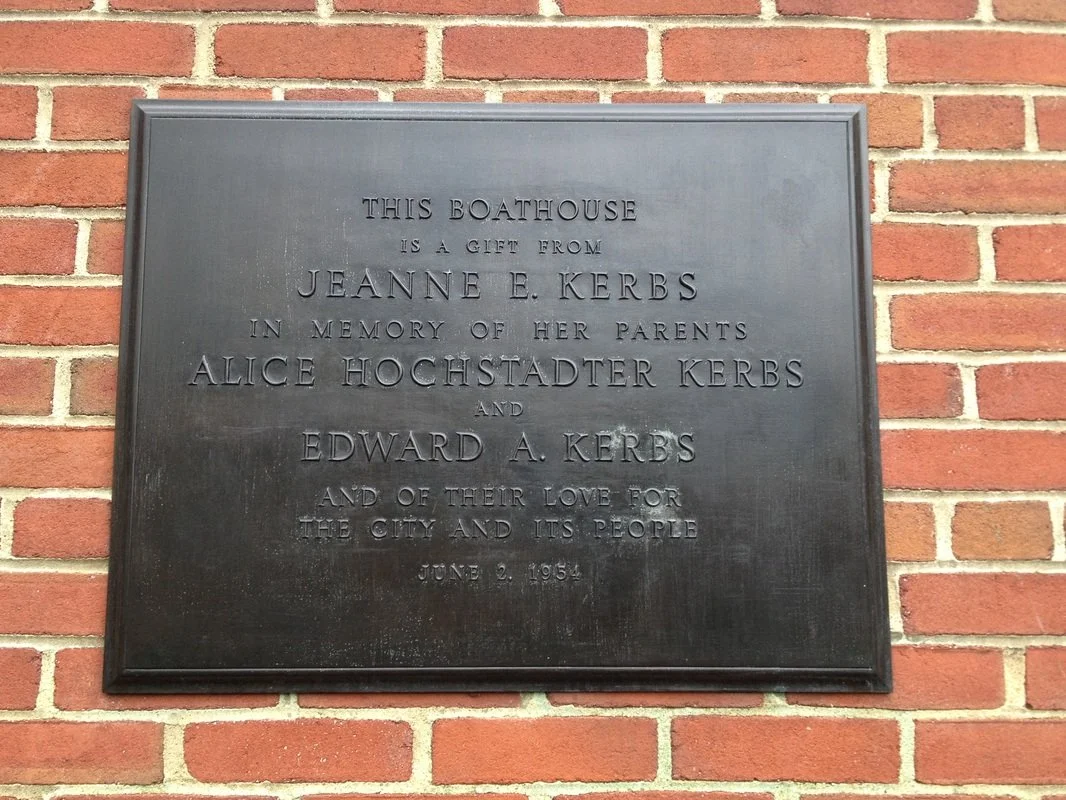 THIS BOATHOUSE
IS A GIFT FROM
JEANNE E. KERBS
IN MEMORY OF HER PARENTS
ALICE HOCHSTADTER KERBS
AND
EDWARD A. KERBS
AND OF THEIR LOVE FOR
THE CITY AND ITS PEOPLE
JUNE 2, 1954